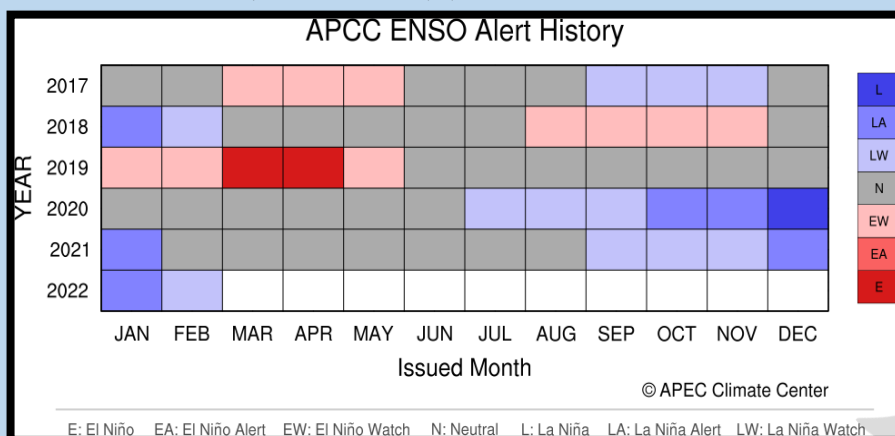 APCC ENSO Alert History
YEAR
2017
2018
2019
2020
2021
2022
JAN FEB MAR APR MAY JUN JUL AUG SEP OCT NOV DEC
Issued Month
L
LA
LW
N
EW
EA
E
© APEC Climate Center
E: El Niño EA: El Niño Alert EW: El Niño Watch N: Neutral L: La Niña LA: La Niña Alert LW: La Niña Watch